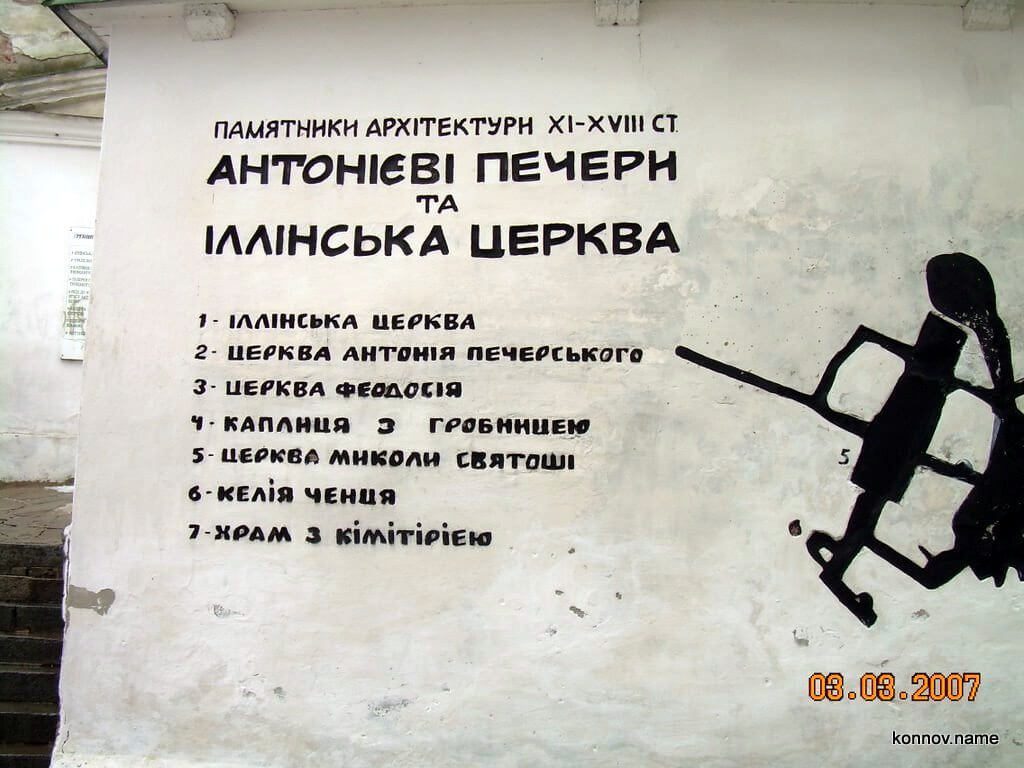 ПАМЯТНИКИ АРХІТЕКТУРИ XI-XVIII СТ.
АНТОНІЄВІ ПЕЧЕРИ
ТА
ІЛЛІНСЬКА ЦЕРКВА
1 - ІЛЛІНСЬКА ЦЕРКВА
2 - ЦЕРКВА АНТОНІЯ ПЕЧЕРСЬКОГО
3 - ЦЕРКВА ФЕОДОСІЯ
4 - КАПЛИЦЯ З ГРОБНИЦЕЮ
5 - ЦЕРКВА МИКОЛИ СВЯТОШІ
6 - КЕЛІЯ ЧЕНЦЯ
7 - ХРАМ З КІМІТІРІЄЮ
5
03.03.2007
konnov.name